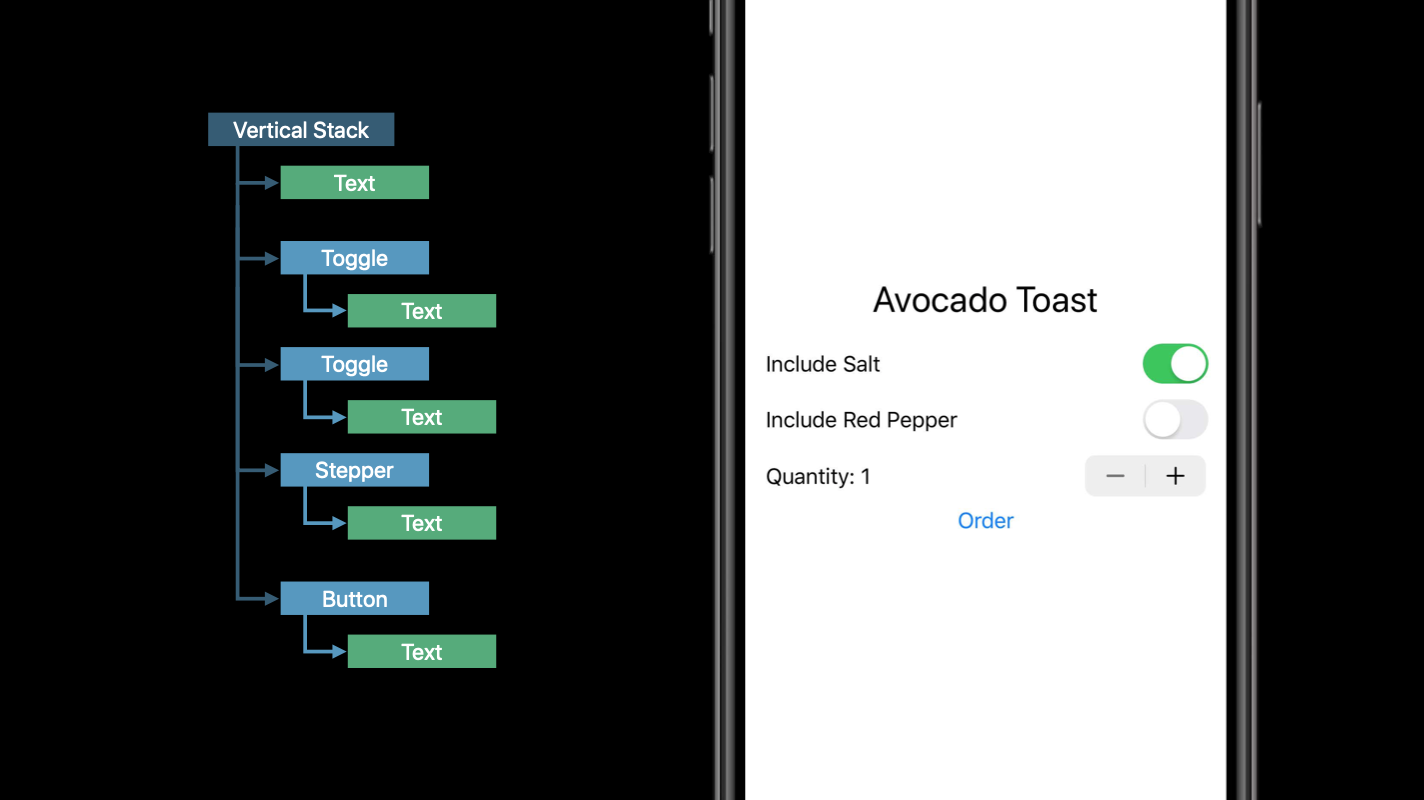 Vertical Stack
Text
Toggle
Text
Toggle
Text
Stepper
Text
Button
Text
Avocado Toast
Include Salt
Include Red Pepper
Quantity: 1
Order